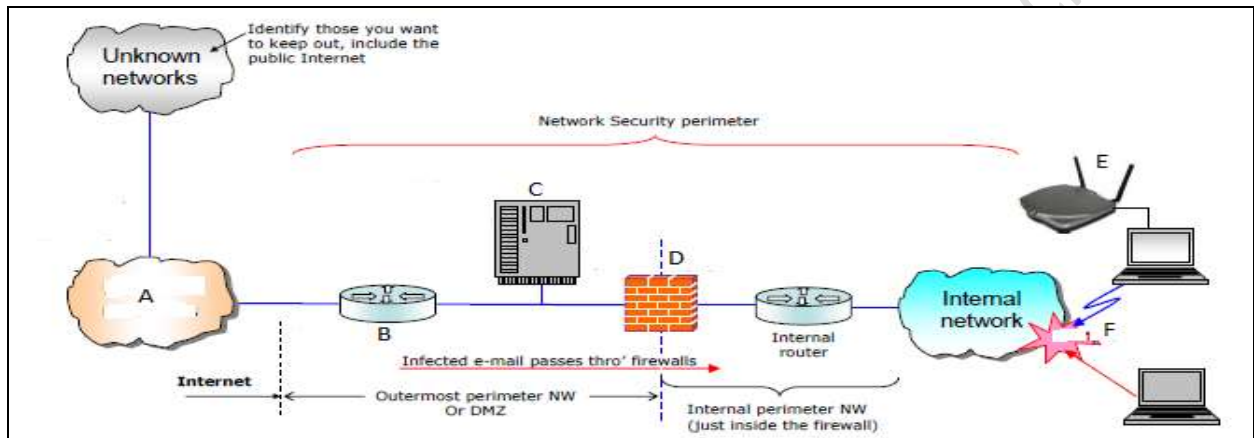 Identify those you want
to keep out, include the
public Internet
Unknown
networks
Network Security perimeter
E
C
D
A
B
Internal
network
F
Internal
router
Infected e-mail passes thro' firewalls
Internet
Outermost perimeter NW
Or DMZ
Internal perimeter NW
(just inside the firewall)